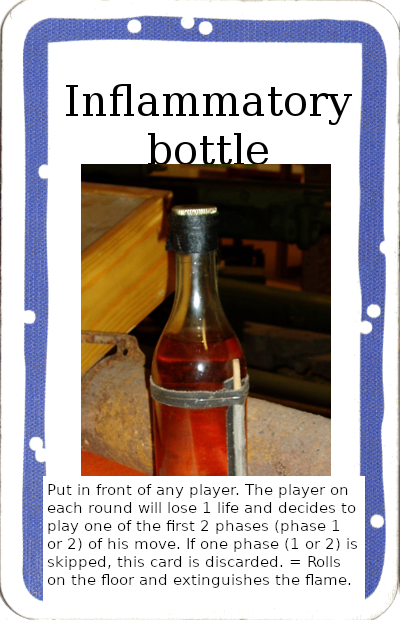 Inflammatory
bottle
Put in front of any player. The player on
each round will lose 1 life and decides to
play one of the first 2 phases (phase 1
or 2) of his move. If one phase (1 or 2) is
skipped, this card is discarded. = Rolls
on the floor and extinguishes the flame.